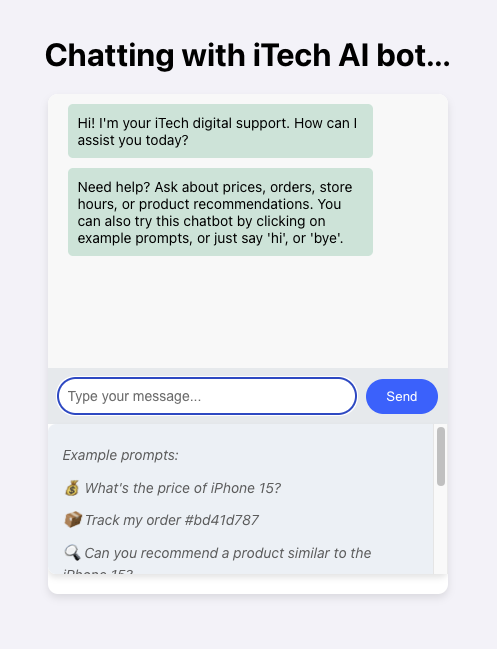 Chatting with iTech AI bot...
Hi! I'm your iTech digital support. How can I
assist you today?
Need help? Ask about prices, orders, store
hours, or product recommendations. You
can also try this chatbot by clicking on
example prompts, or just say 'hi', or 'bye'.
Type your message...
Send
Example prompts:
💰 What's the price of iPhone 15?
📦 Track my order #bd41d787
🔍 Can you recommend a product similar to the
iPhone 15?